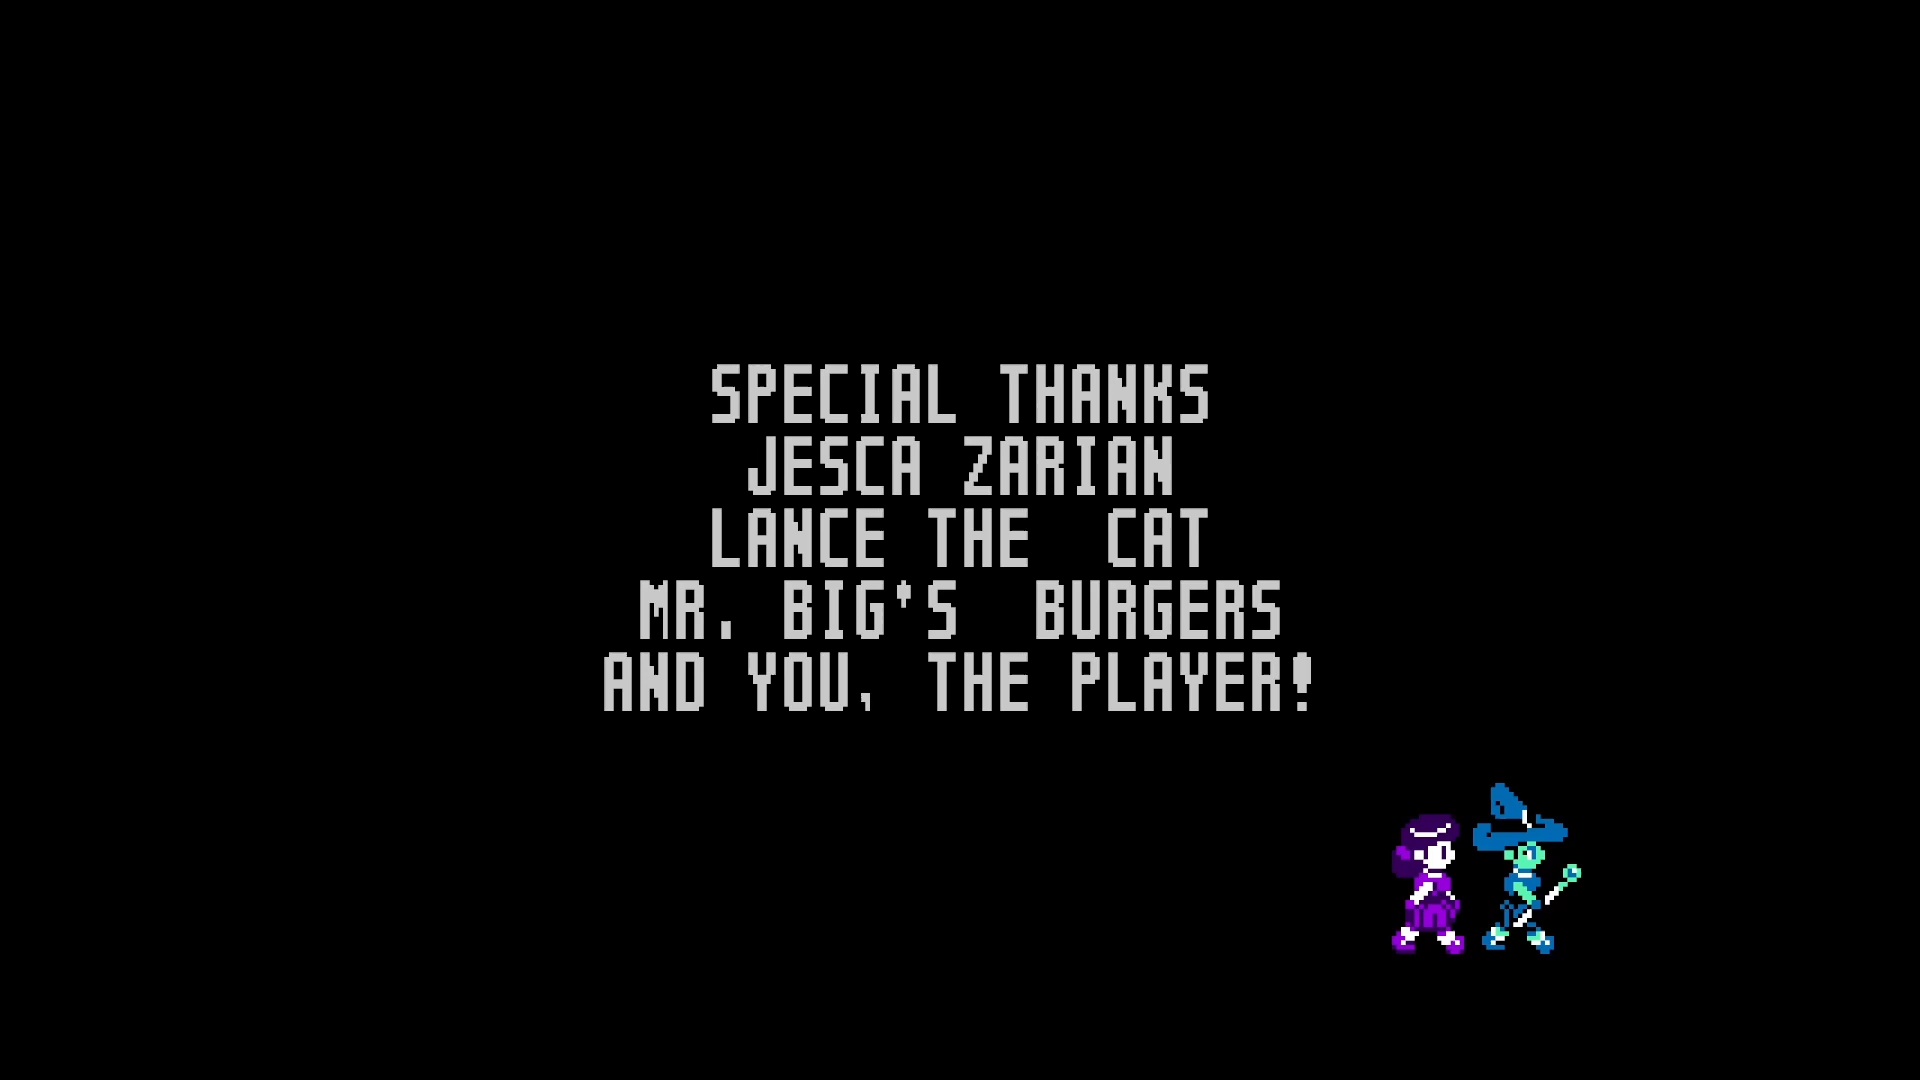 SPECIAL THANKS
JESCA ZARIAN
LANCE THE  CAT
MR. BIG'S  BURGERS
AND YOU, THE PLAYER!